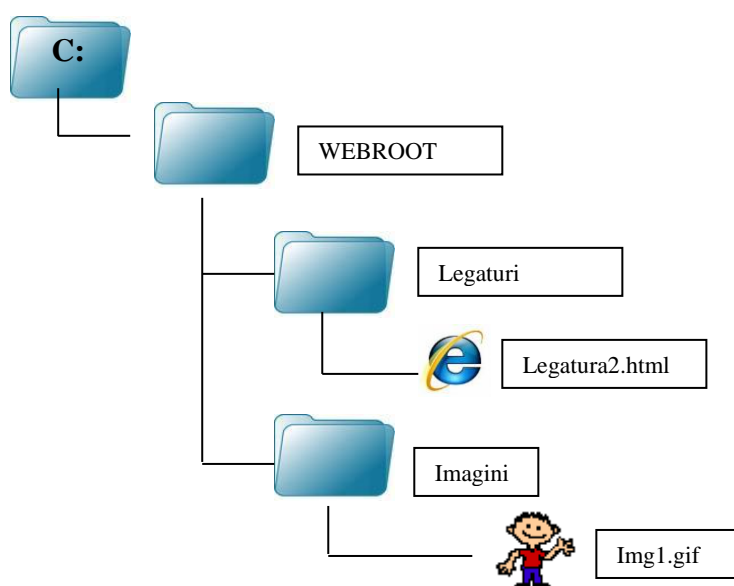 C:
WEBROOT
Legaturi
Legatura2.html
Imagini
Img1.gif